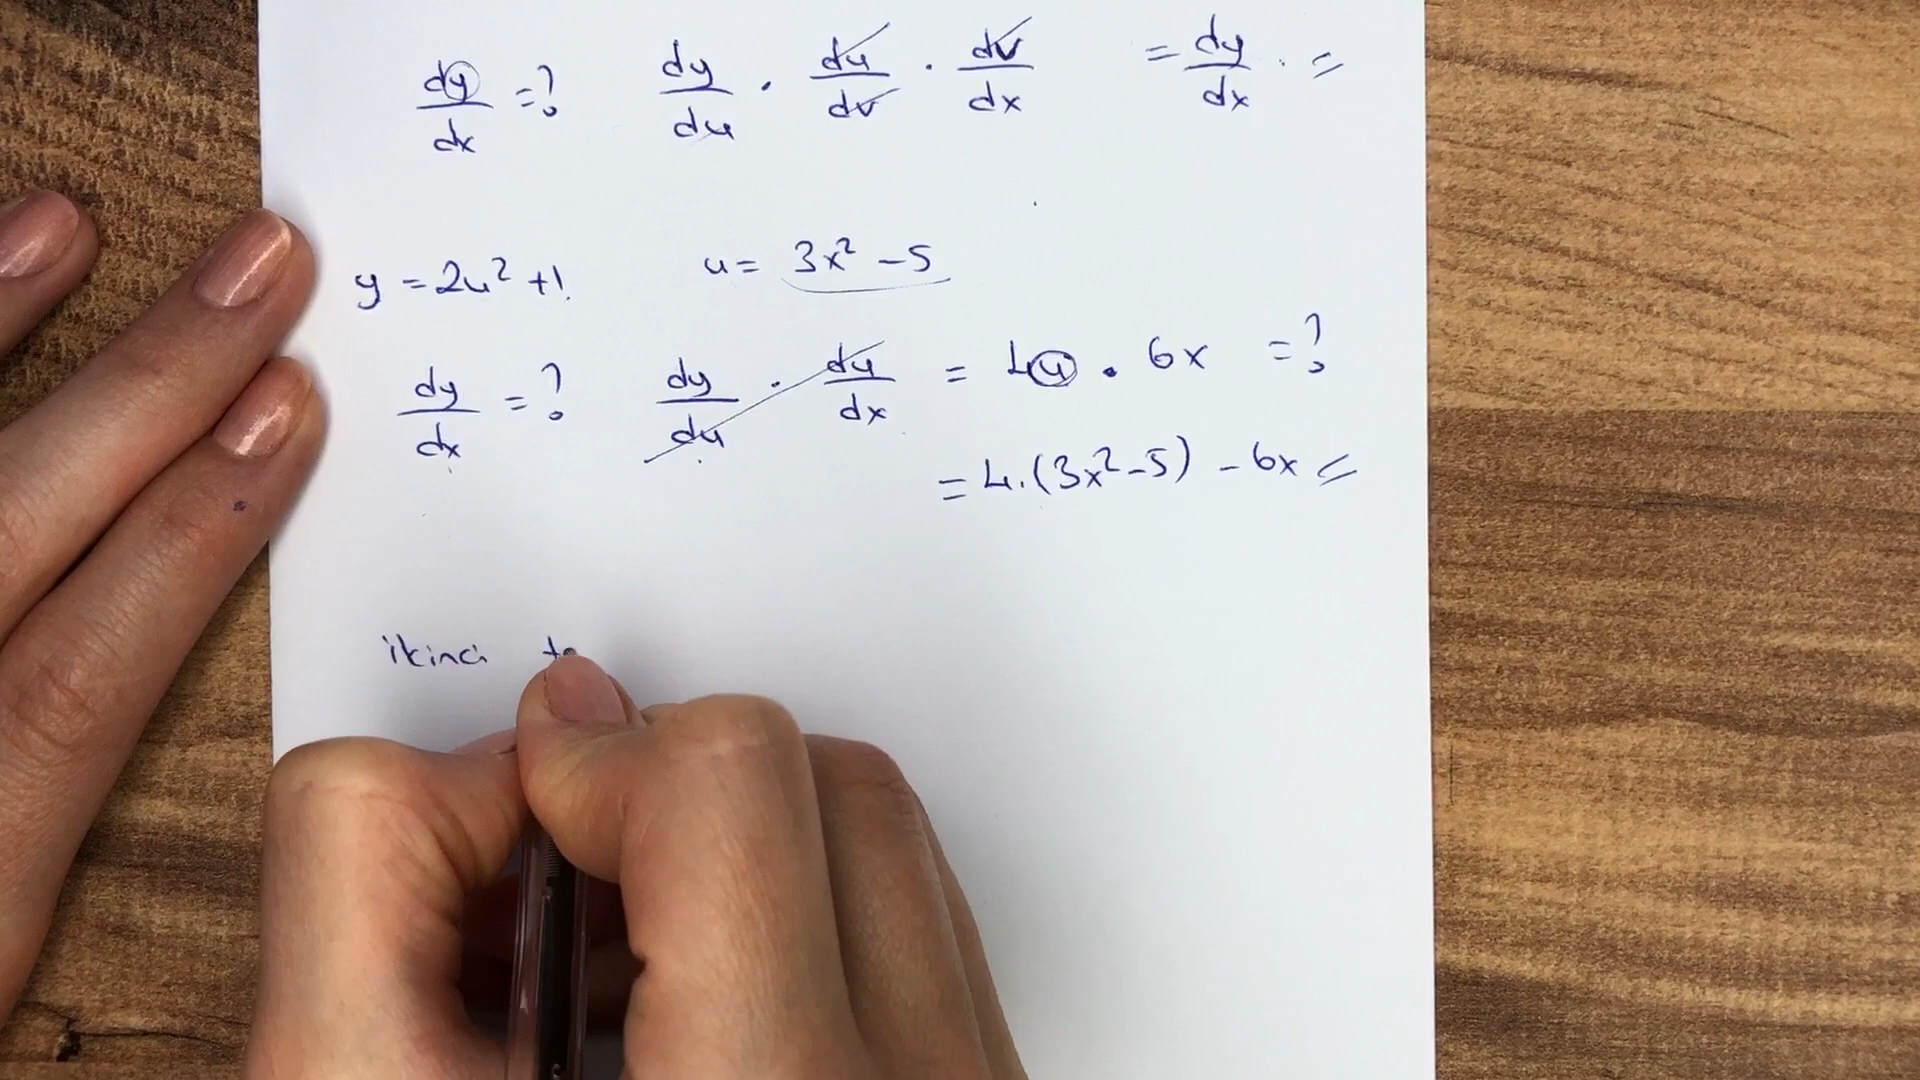 dy/dx =? dy/du · du/dv · dv/dx = dy/dx · =
y = 2u² +1 u = 3x² - 5
dy/dx = ? dy/du · du/dx = 4u · 6x = ?
= 4.(3x²-5) - 6x =
ikinci